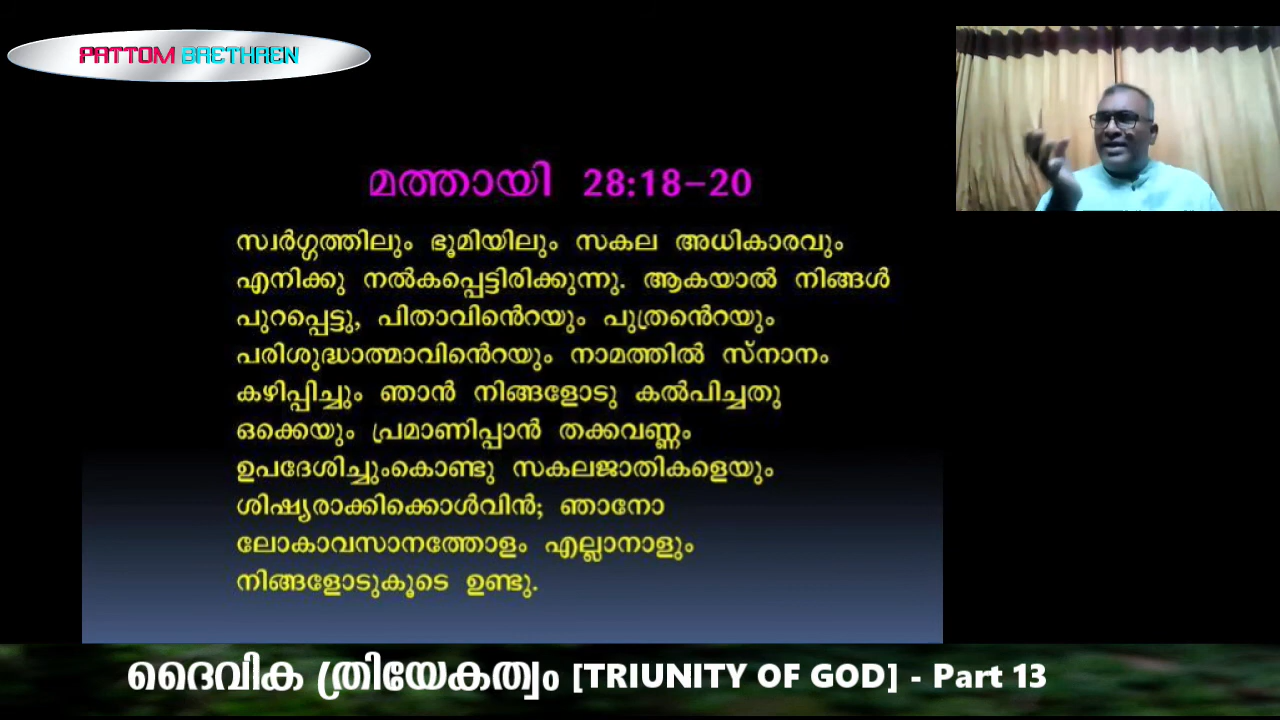 PATTOM BRETHREN
മത്തായി 28:18-20
സ്വർഗ്ഗത്തിലും ഭൂമിയിലും സകല അധികാരവും
എനിക്കു നൽകപ്പെട്ടിരിക്കുന്നു. ആകയാൽ നിങ്ങൾ
പുറപ്പെട്ടു, പിതാവിൻെറയും പുത്രൻെറയും
പരിശുദ്ധാത്മാവിൻെറയും നാമത്തിൽ സ്നാനം
കഴിപ്പിച്ചും ഞാൻ നിങ്ങളോടു കൽപിച്ചതു
ഒക്കെയും പ്രമാണിപ്പാൻ തക്കവണ്ണം
ഉപദേശിച്ചുംകൊണ്ടു സകലജാതികളെയും
ശിഷ്യരാക്കിക്കൊൾവിൻ; ഞാനോ
ലോകാവസാനത്തോളം എല്ലാനാളും
നിങ്ങളോടുകൂടെ ഉണ്ടു.
ദൈവിക ത്രിയേകത്വം [TRIUNITY OF GOD] - Part 13